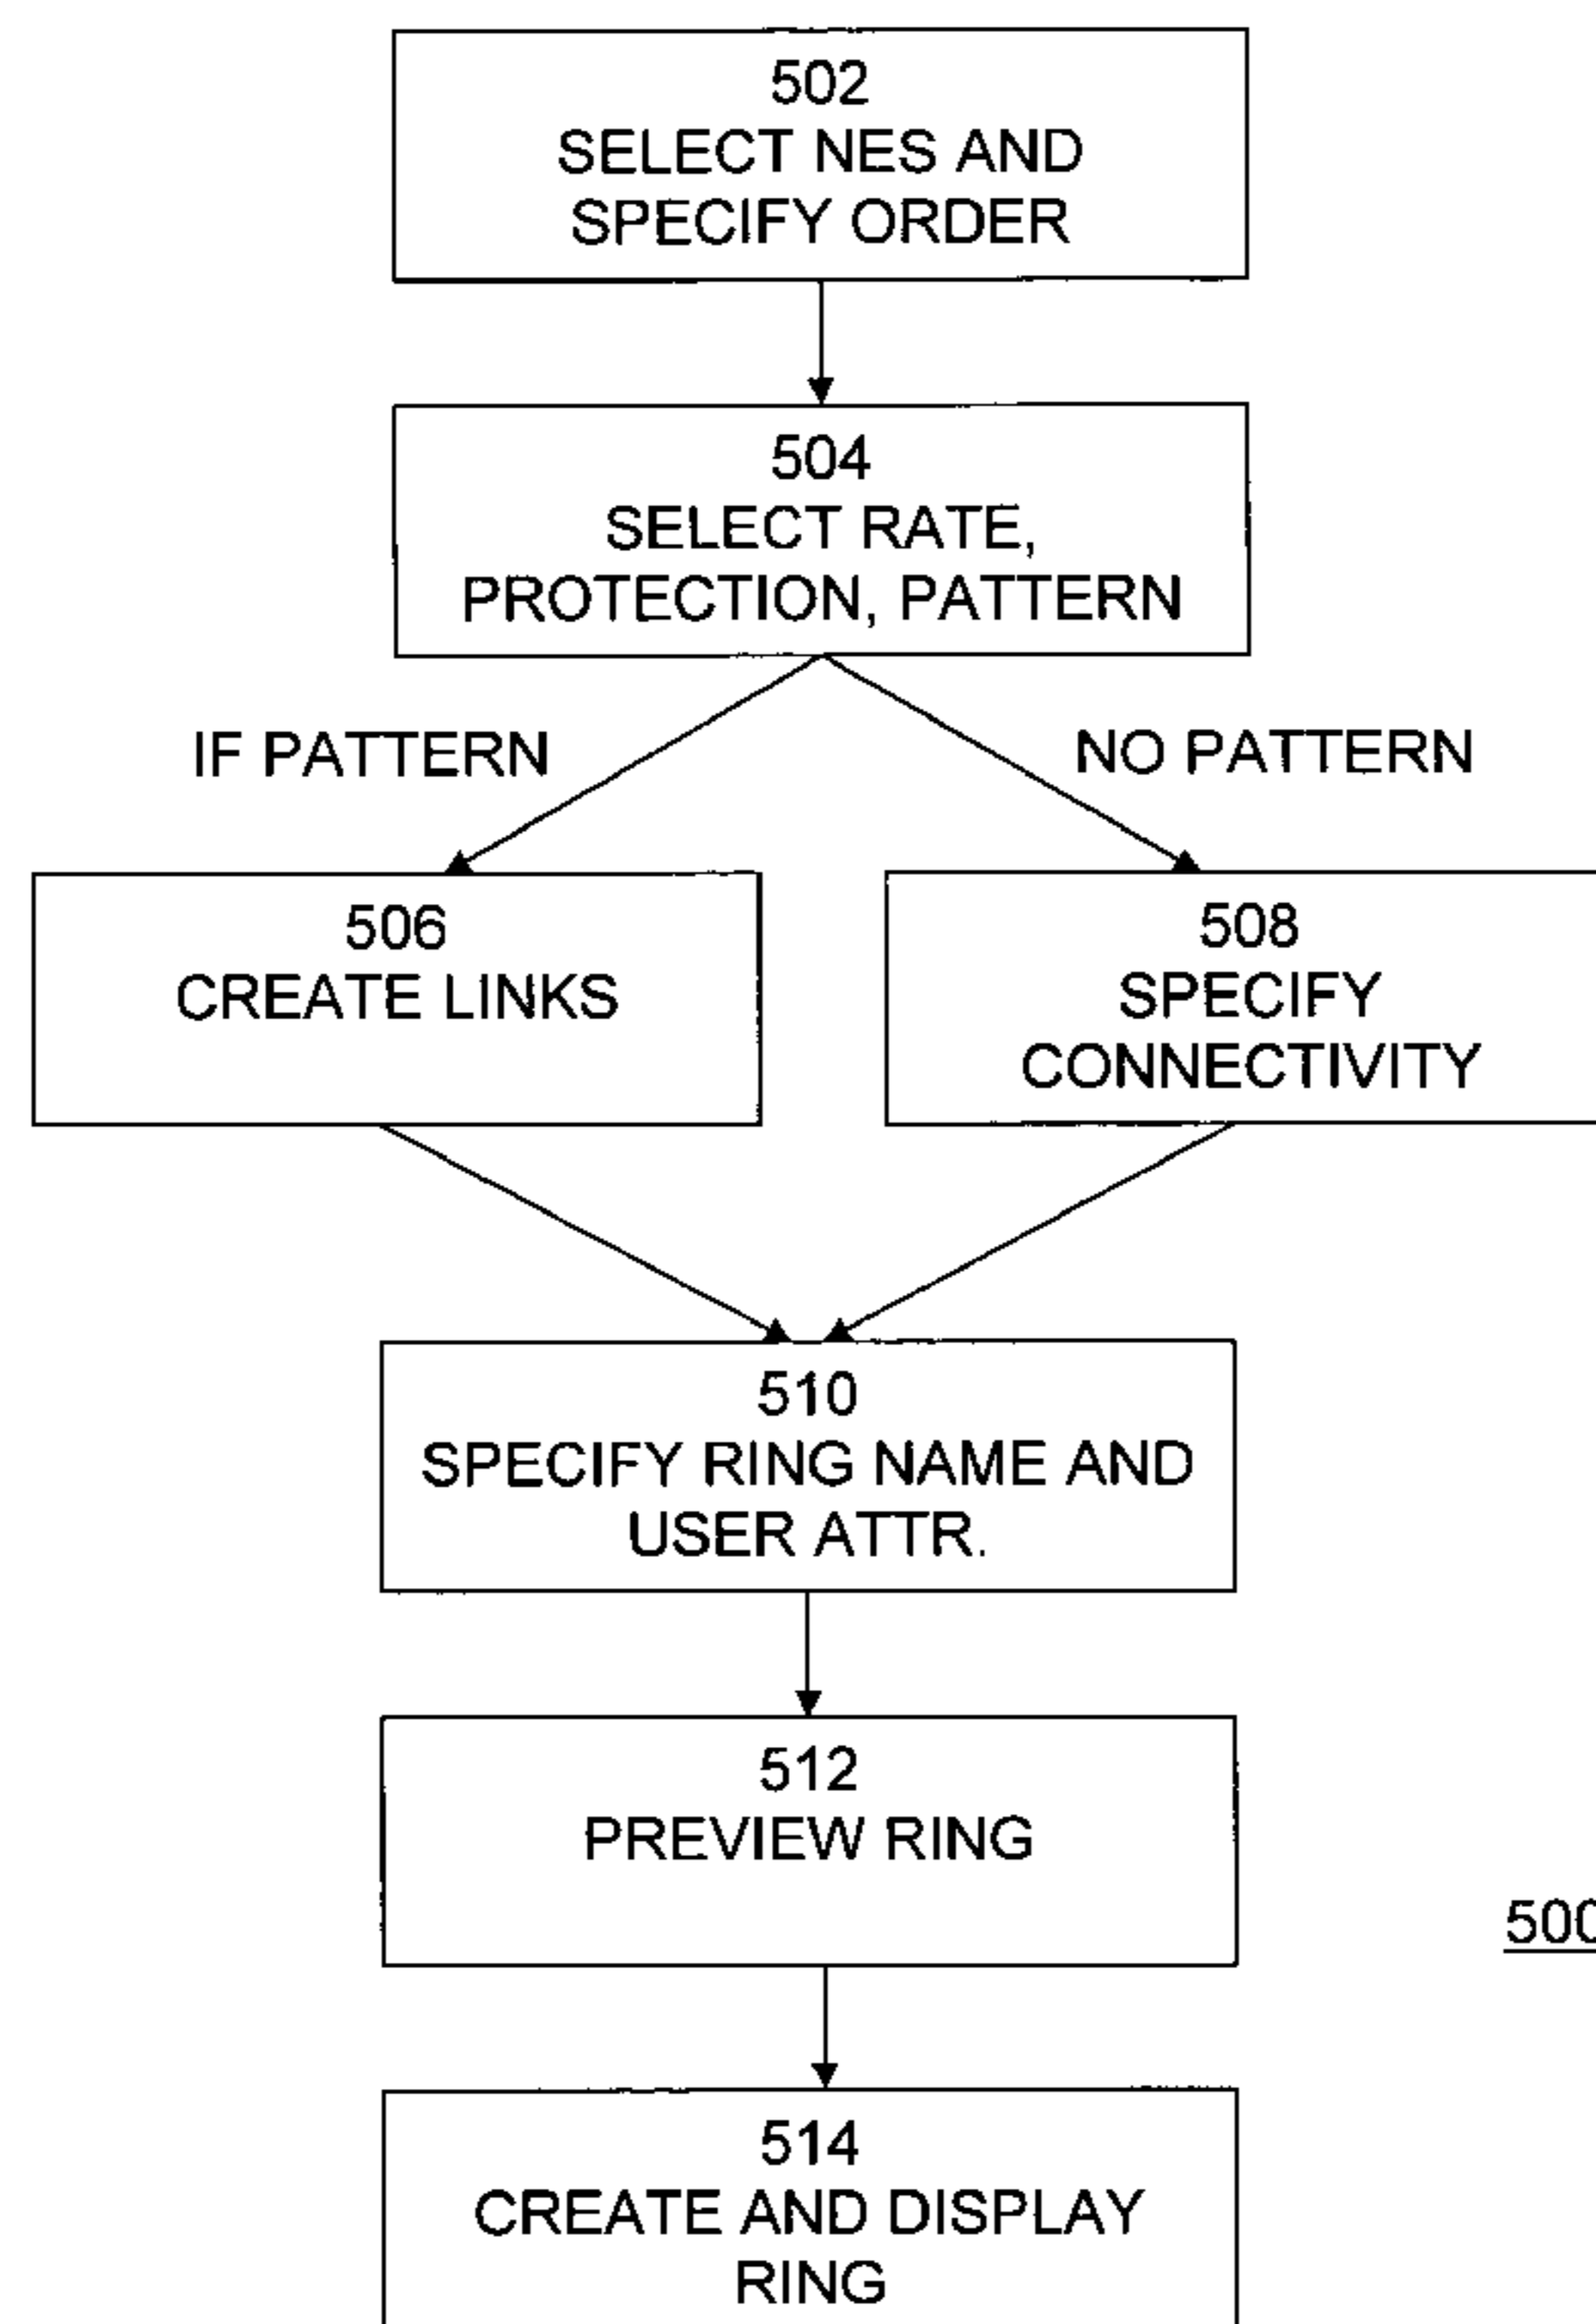 502
SELECT NES AND
SPECIFY ORDER
504
SELECT RATE,
PROTECTION, PATTERN
IF PATTERN
NO PATTERN
506
CREATE LINKS
508
SPECIFY
CONNECTIVITY
510
SPECIFY RING NAME AND
USER ATTR.
512
PREVIEW RING
500
514
CREATE AND DISPLAY
RING